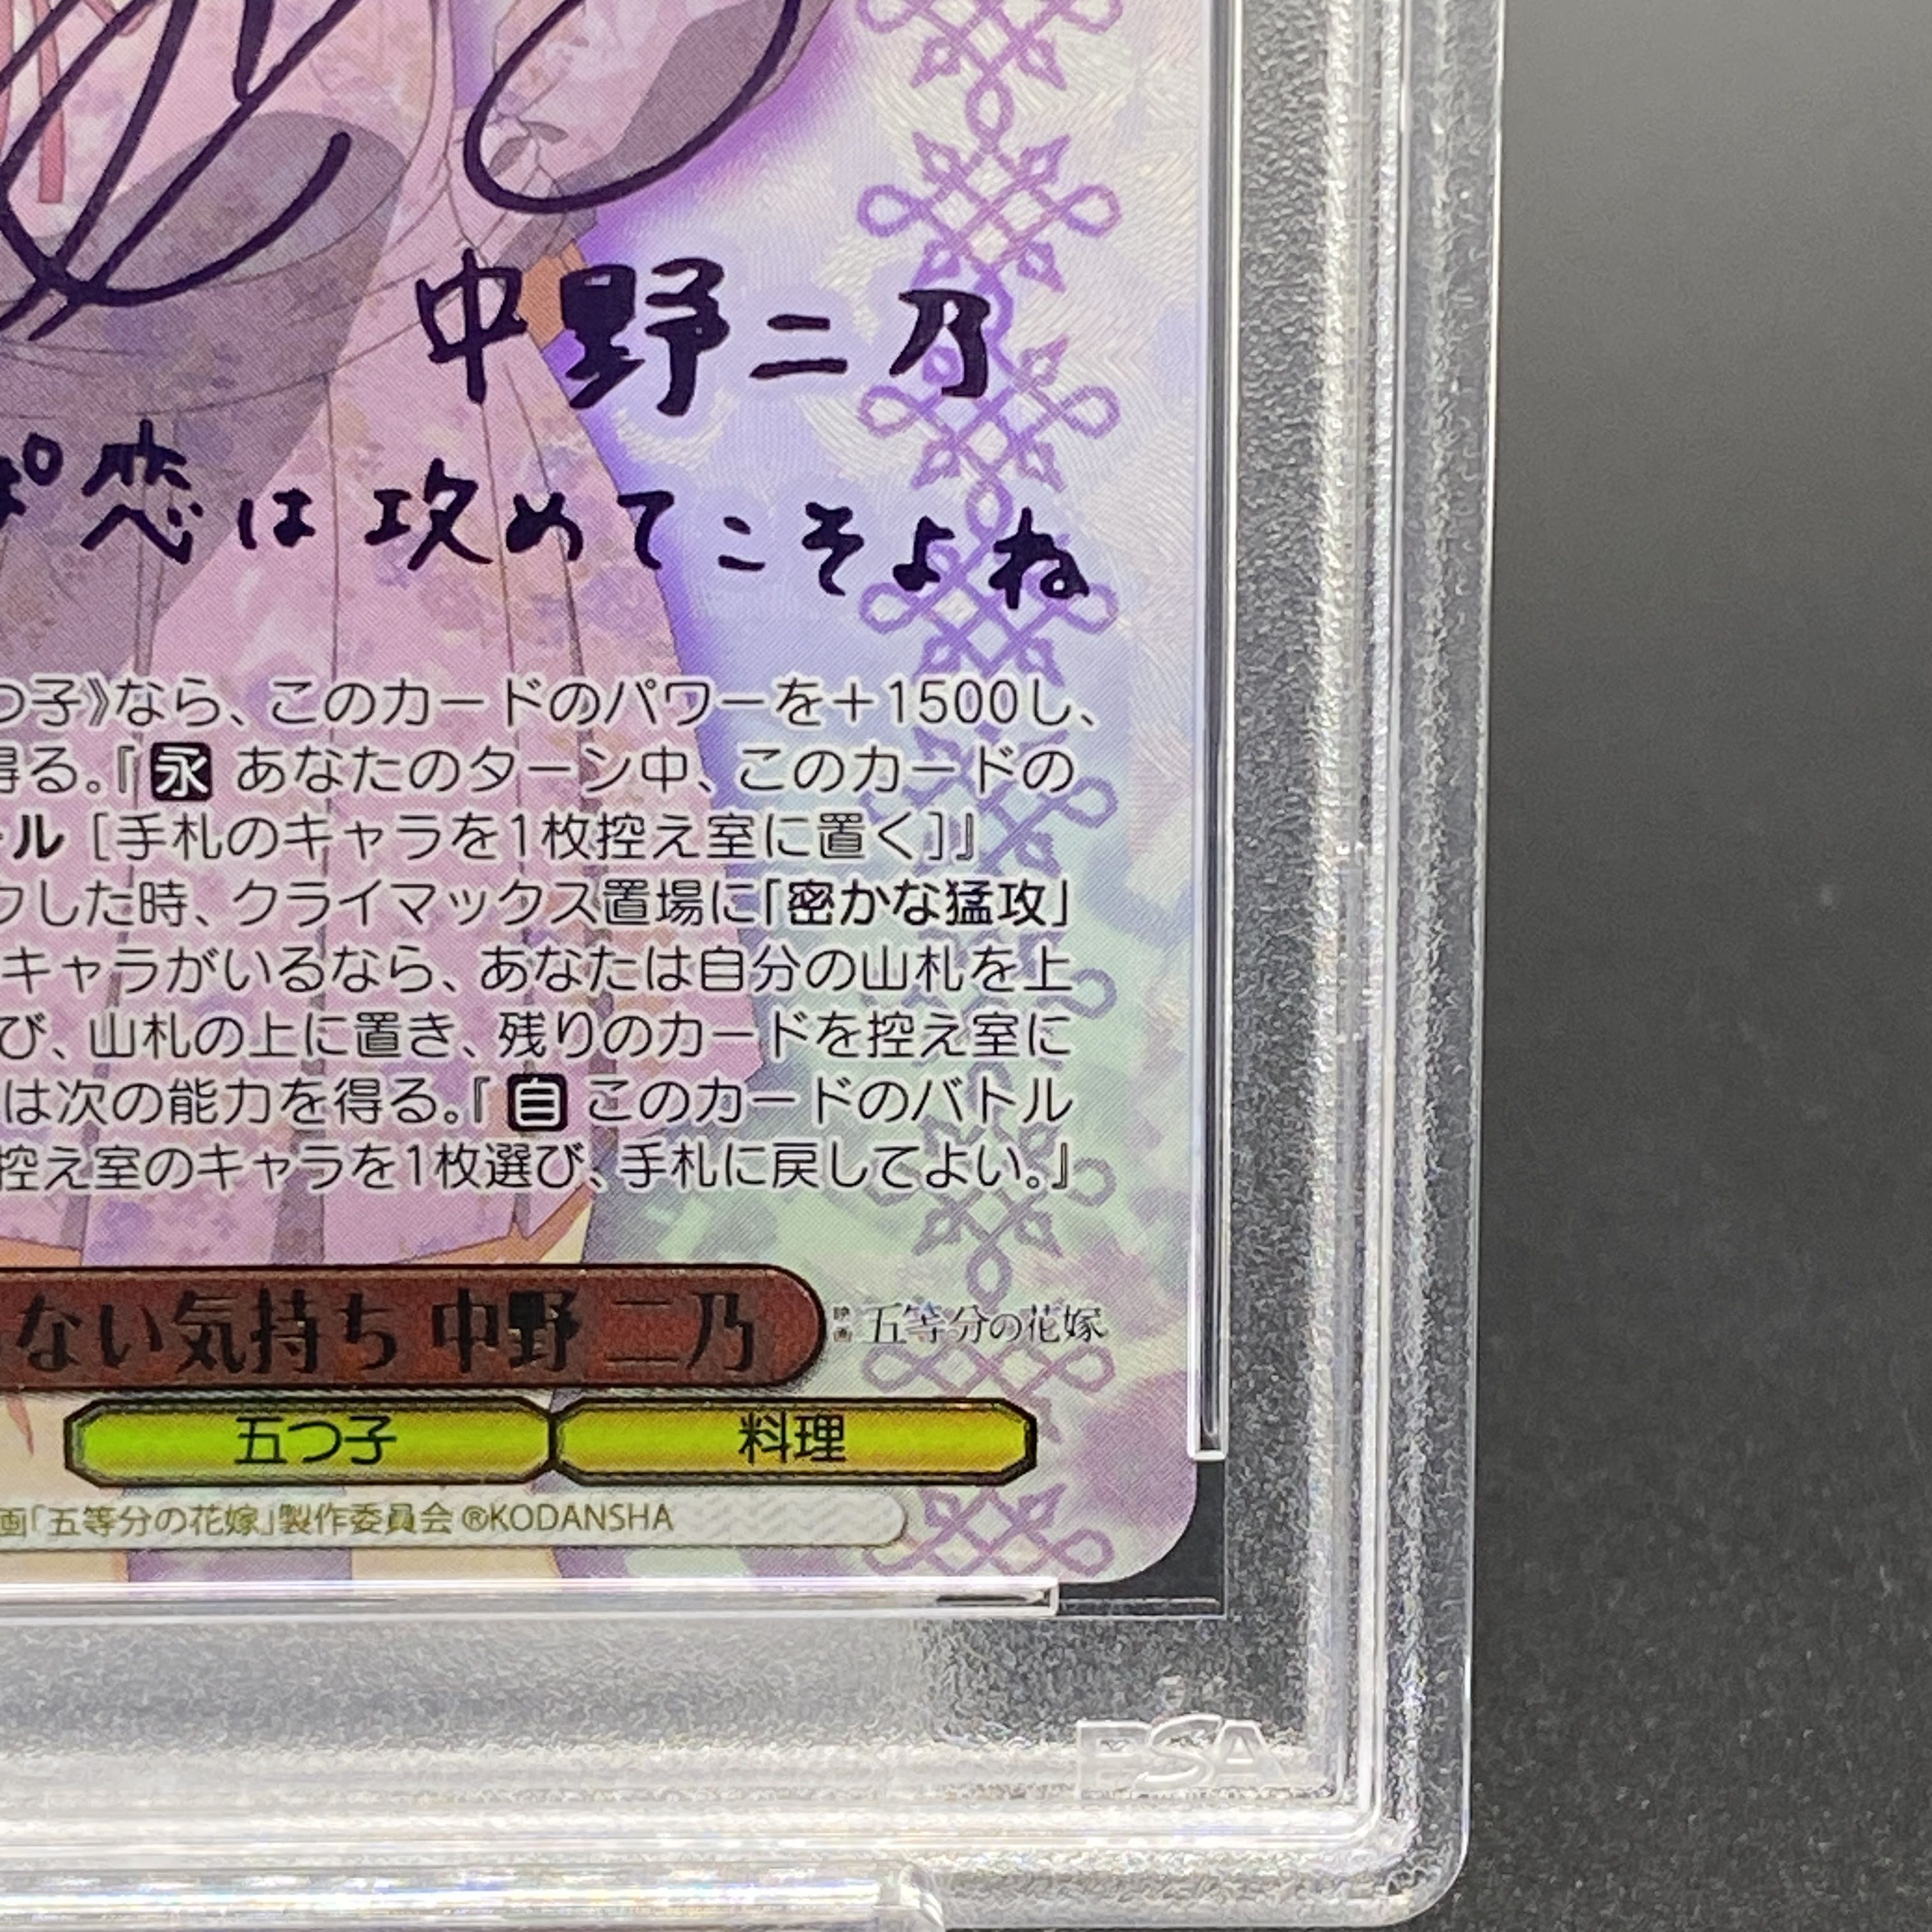 中野二乃
ぱ恋は攻めてこそよね
つ子》なら、このカードのパワーを+1500し、
得る。『永 あなたのターン中、このカードの
ール [手札のキャラを1枚控え室に置く]』
クした時、クライマックス置場に「密かな猛攻」
キャラがいるなら、あなたは自分の山札を上
び、山札の上に置き、残りのカードを控え室に
は次の能力を得る。『自 このカードのバトル
控え室のキャラを1枚選び、手札に戻してよい。』
ない気持ち 中野 二乃
映画 五等分の花嫁
五つ子 料理
画「五等分の花嫁」製作委員会 ®KODANSHA
PSA